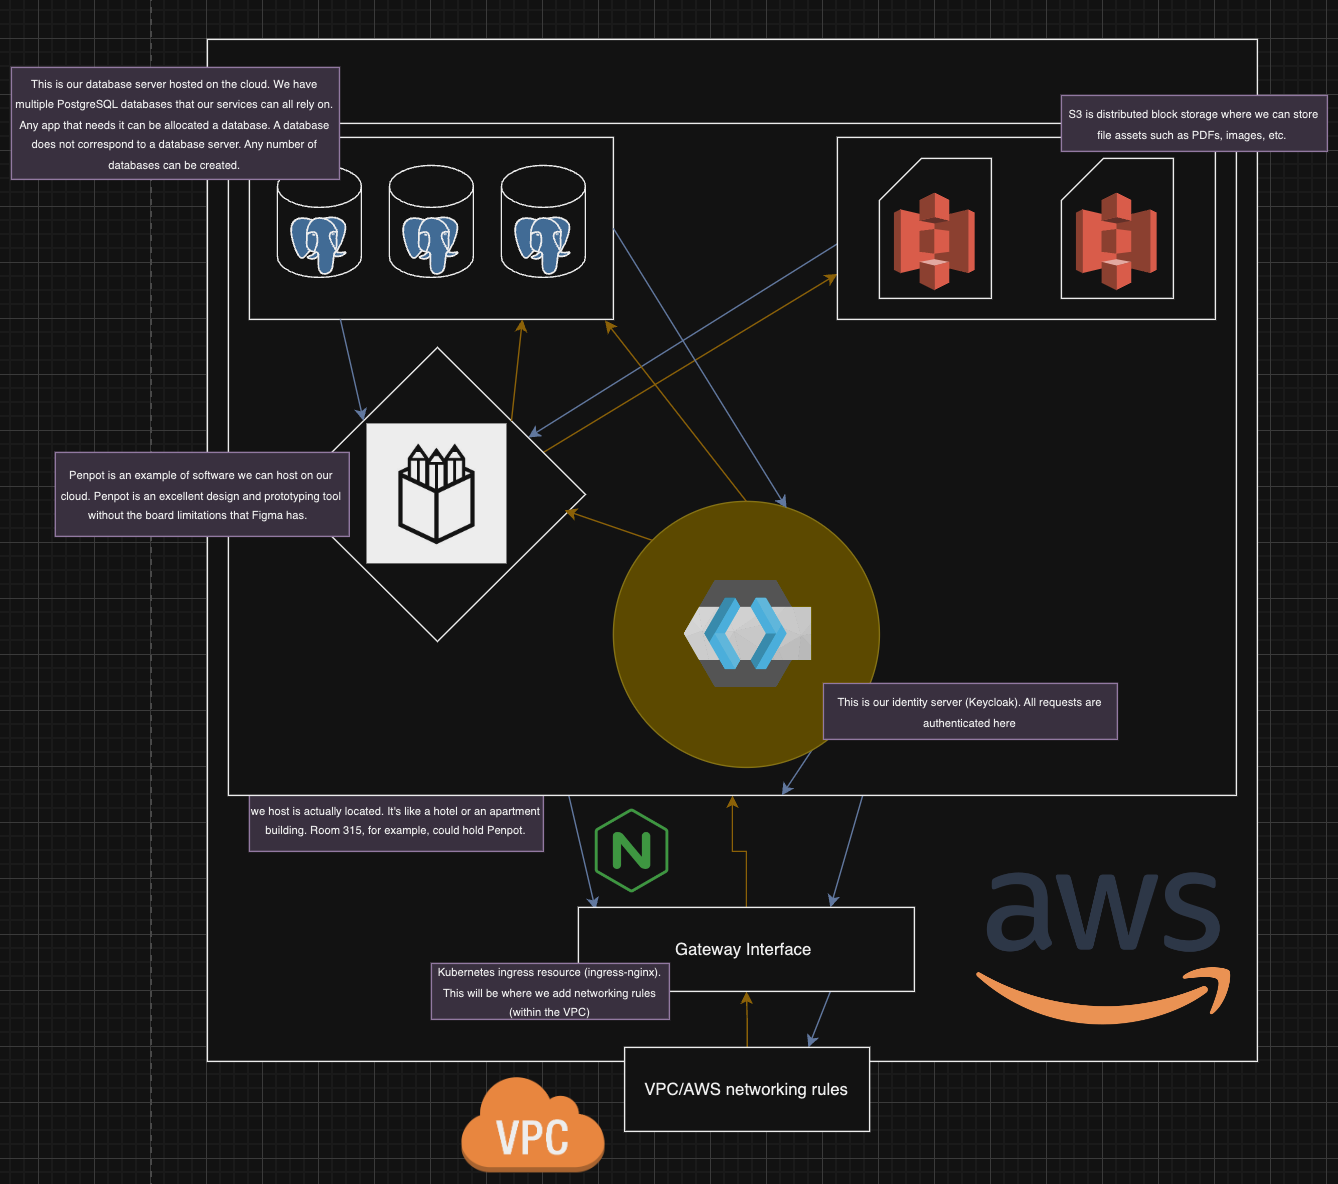 This is our database server hosted on the cloud. We have
multiple PostgreSQL databases that our services can all rely on.
Any app that needs it can be allocated a database. A database
does not correspond to a database server. Any number of
databases can be created.
S3 is distributed block storage where we can store
file assets such as PDFs, images, etc.
Penpot is an example of software we can host on our
cloud. Penpot is an excellent design and prototyping tool
without the board limitations that Figma has.
This is our identity server (Keycloak). All requests are
authenticated here
we host is actually located. It's like a hotel or an apartment
building. Room 315, for example, could hold Penpot.
N
aws
Gateway Interface
Kubernetes ingress resource (ingress-nginx).
This will be where we add networking rules
(within the VPC)
VPC/AWS networking rules
VPC